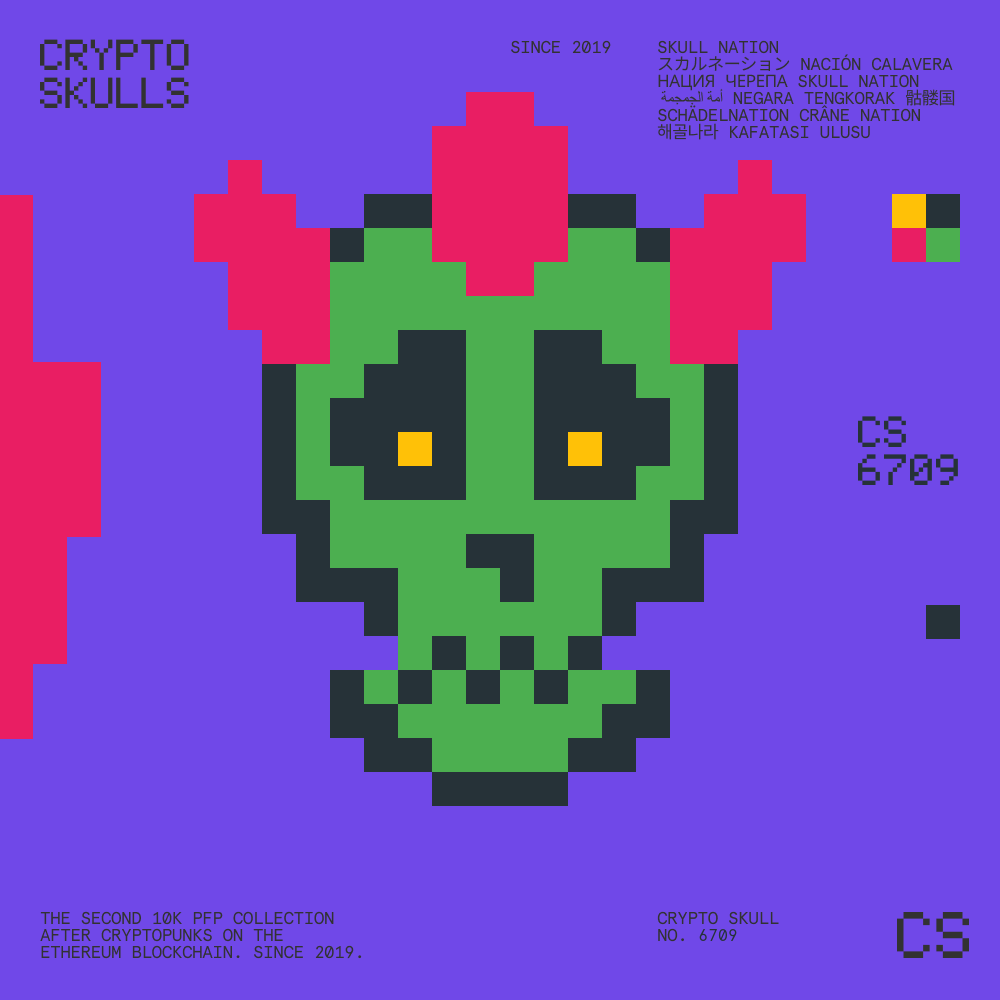 CRYPTO
SKULLS
SINCE 2019
SKULL NATION
スカルネーション NACIÓN CALAVERA
НАЦИЯ ЧЕРЕПА SKULL NATION
أمة الجمجمة NEGARA TENGKORAK 骷髅国
SCHÄDELNATION CRÂNE NATION
해골나라 KAFATASI ULUSU
CS
6709
THE SECOND 10K PFP COLLECTION
AFTER CRYPTOPUNKS ON THE
ETHEREUM BLOCKCHAIN. SINCE 2019.
CRYPTO SKULL
NO. 6709
CS